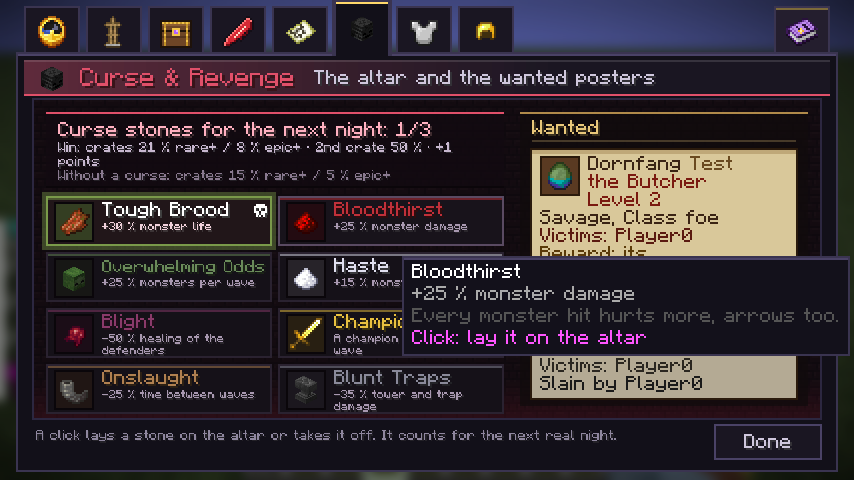 Curse & Revenge The altar and the wanted posters
Curse stones for the next night: 1/3
Win: crates 21 % rare+ / 8 % epic+ · 2nd crate 50 % · +1
points
Without a curse: crates 15 % rare+ / 5 % epic+
Tough Brood
+30 % monster life
Bloodthirst
+25 % monster damage
Overwhelming Odds
+25 % monsters per wave
Haste
+15 % mons
Blight
-50 % healing of the
defenders
Champio
A champion
wave
Onslaught
-25 % time between waves
Blunt Traps
-35 % tower and trap
damage
Wanted
Dornfang Test
the Butcher
Level 2
Savage, Class foe
Victims: Player0
Reward: its
Bloodthirst
+25 % monster damage
Every monster hit hurts more, arrows too.
Click: lay it on the altar
Victims: Player0
Slain by Player0
A click lays a stone on the altar or takes it off. It counts for the next real night.
Done